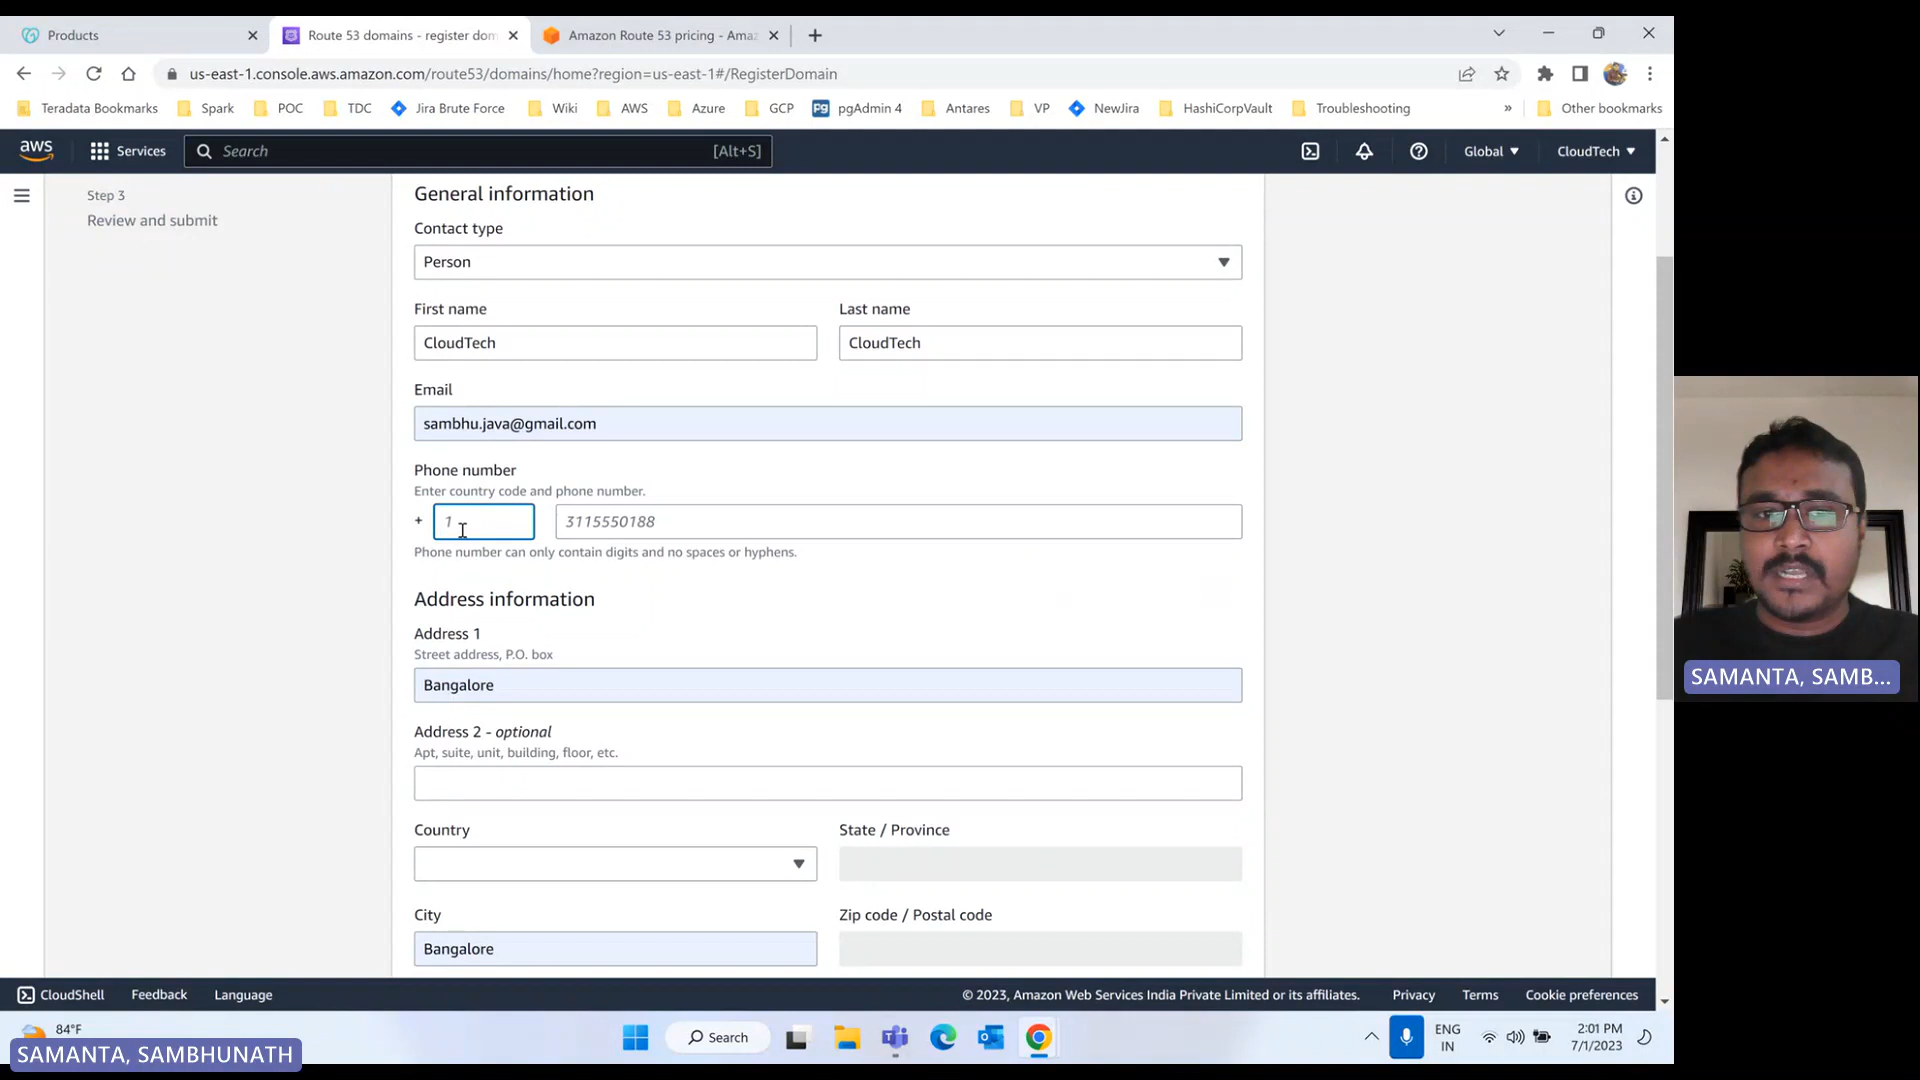 Products
Route 53 domains - register dom
Amazon Route 53 pricing - Amaz
us-east-1.console.aws.amazon.com/route53/domains/home?region=us-east-1#/RegisterDomain
Teradata Bookmarks
Spark
POC
TDC
Jira Brute Force
Wiki
AWS
Azure
GCP
Pg
pgAdmin 4
Antares
VP
NewJira
HashiCorpVault
Troubleshooting
»
Other bookmarks
aws
Services
Search
[Alt+S]
Global
CloudTech
Step 3
Review and submit
General information
Contact type
Person
First name
Last name
CloudTech
CloudTech
Email
sambhu.java@gmail.com
Phone number
Enter country code and phone number.
+ 1
3115550188
Phone number can only contain digits and no spaces or hyphens.
Address information
Address 1
Street address, P.O. box
Bangalore
Address 2 - optional
Apt, suite, unit, building, floor, etc.
Country
State / Province
City
Zip code / Postal code
Bangalore
SAMANTA, SAMB...
CloudShell
Feedback
Language
© 2023, Amazon Web Services India Private Limited or its affiliates.
Privacy
Terms
Cookie preferences
84°F
Search
ENG
IN
2:01 PM
7/1/2023
SAMANTA, SAMBHUNATH